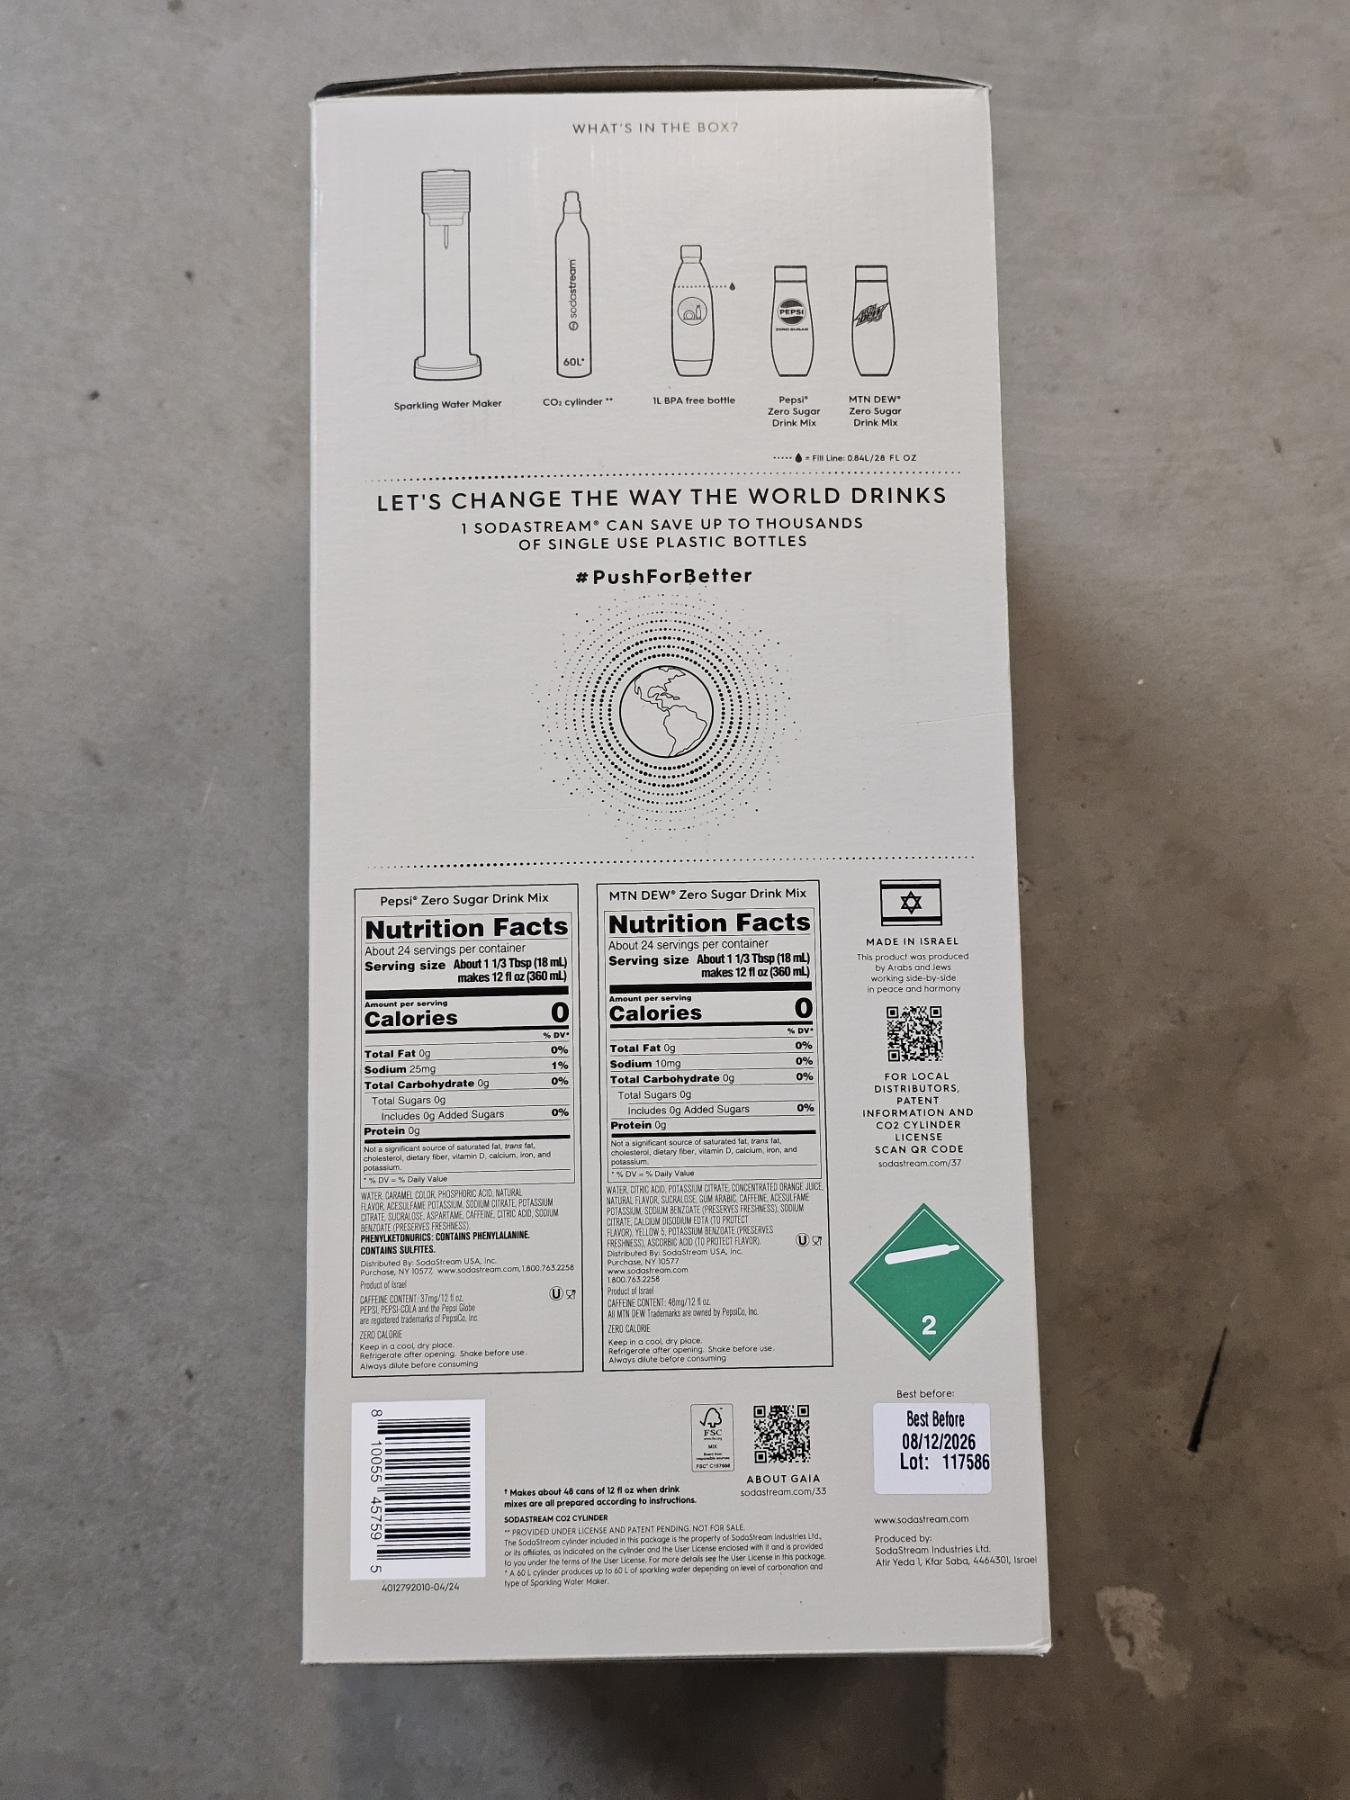 WHAT'S IN THE BOX?
sodastream
60L*
PEPSI
ZERO SUGAR
MTN DEW
Sparkling Water Maker
CO₂ cylinder **
1L BPA free bottle
Pepsi®
Zero Sugar
Drink Mix
MTN DEW®
Zero Sugar
Drink Mix
= Fill Line: 0.84L/28 FL OZ
LET'S CHANGE THE WAY THE WORLD DRINKS
1 SODASTREAM® CAN SAVE UP TO THOUSANDS
OF SINGLE USE PLASTIC BOTTLES
#PushForBetter
Pepsi® Zero Sugar Drink Mix
Nutrition Facts
About 24 servings per container
Serving size About 1 1/3 Tbsp (18 mL)
makes 12 fl oz (360 mL)
Amount per serving
Calories 0
% DV*
Total Fat 0g 0%
Sodium 25mg 1%
Total Carbohydrate 0g 0%
Total Sugars 0g
Includes 0g Added Sugars 0%
Protein 0g
Not a significant source of saturated fat, trans fat,
cholesterol, dietary fiber, vitamin D, calcium, iron, and
potassium.
* % DV = % Daily Value
WATER, CARAMEL COLOR, PHOSPHORIC ACID, NATURAL
FLAVOR, ACESULFAME POTASSIUM, SODIUM CITRATE, POTASSIUM
CITRATE, SUCRALOSE, ASPARTAME, CAFFEINE, CITRIC ACID, SODIUM
BENZOATE (PRESERVES FRESHNESS).
PHENYLKETONURICS: CONTAINS PHENYLALANINE.
CONTAINS SULFITES.
Distributed By: SodaStream USA, Inc.
Purchase, NY 10577, www.sodastream.com, 1.800.763.2258
Product of Israel
CAFFEINE CONTENT: 37mg/12 fl oz.
PEPSI, PEPSI-COLA and the Pepsi Globe
are registered trademarks of PepsiCo, Inc.
U
ZERO CALORIE
Keep in a cool, dry place.
Refrigerate after opening. Shake before use.
Always dilute before consuming
MTN DEW® Zero Sugar Drink Mix
Nutrition Facts
About 24 servings per container
Serving size About 1 1/3 Tbsp (18 mL)
makes 12 fl oz (360 mL)
Amount per serving
Calories 0
% DV*
Total Fat 0g 0%
Sodium 10mg 0%
Total Carbohydrate 0g 0%
Total Sugars 0g
Includes 0g Added Sugars 0%
Protein 0g
Not a significant source of saturated fat, trans fat,
cholesterol, dietary fiber, vitamin D, calcium, iron, and
potassium.
* % DV = % Daily Value
WATER, CITRIC ACID, POTASSIUM CITRATE, CONCENTRATED ORANGE JUICE,
NATURAL FLAVOR, SUCRALOSE, GUM ARABIC, CAFFEINE, ACESULFAME
POTASSIUM, SODIUM BENZOATE (PRESERVES FRESHNESS), SODIUM
CITRATE, CALCIUM DISODIUM EDTA (TO PROTECT
FLAVOR), YELLOW 5, POTASSIUM BENZOATE (PRESERVES
FRESHNESS), ASCORBIC ACID (TO PROTECT FLAVOR).
U
Distributed By: SodaStream USA, Inc.
Purchase, NY 10577
www.sodastream.com
1.800.763.2258
Product of Israel
CAFFEINE CONTENT: 48mg/12 fl oz.
All MTN DEW Trademarks are owned by PepsiCo, Inc.
ZERO CALORIE
Keep in a cool, dry place.
Refrigerate after opening. Shake before use.
Always dilute before consuming
MADE IN ISRAEL
This product was produced
by Arabs and Jews
working side-by-side
in peace and harmony
FOR LOCAL
DISTRIBUTORS,
PATENT
INFORMATION AND
CO2 CYLINDER
LICENSE
SCAN QR CODE
sodastream.com/37
2
Best before:
Best Before
08/12/2026
Lot: 117586
www.sodastream.com
Produced by:
SodaStream Industries Ltd.
Atir Yeda 1, Kfar Saba, 4464301, Israel
8 10055 45759 5
4012792010-04/24
FSC
www.fsc.org
MIX
Board from
responsible sources
ABOUT GAIA
sodastream.com/33
† Makes about 48 cans of 12 fl oz when drink
mixes are all prepared according to instructions.
SODASTREAM CO2 CYLINDER
** PROVIDED UNDER LICENSE AND PATENT PENDING. NOT FOR SALE.
The SodaStream cylinder included in this package is the property of SodaStream Industries Ltd.,
or its affiliates, as indicated on the cylinder and the User License enclosed with it and is provided
to you under the terms of the User License. For more details see the User License in this package.
* A 60 L cylinder produces up to 60 L of sparkling water depending on level of carbonation and
type of Sparkling Water Maker.